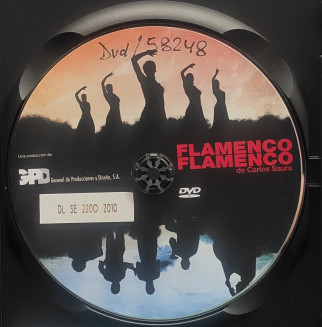 Dvd/58248
Una producción de:
GPD General de Producciones y Diseño, S.A.
FLAMENCO
FLAMENCO
de Carlos Saura
DVD
VIDEO
DL SE 2200 2010